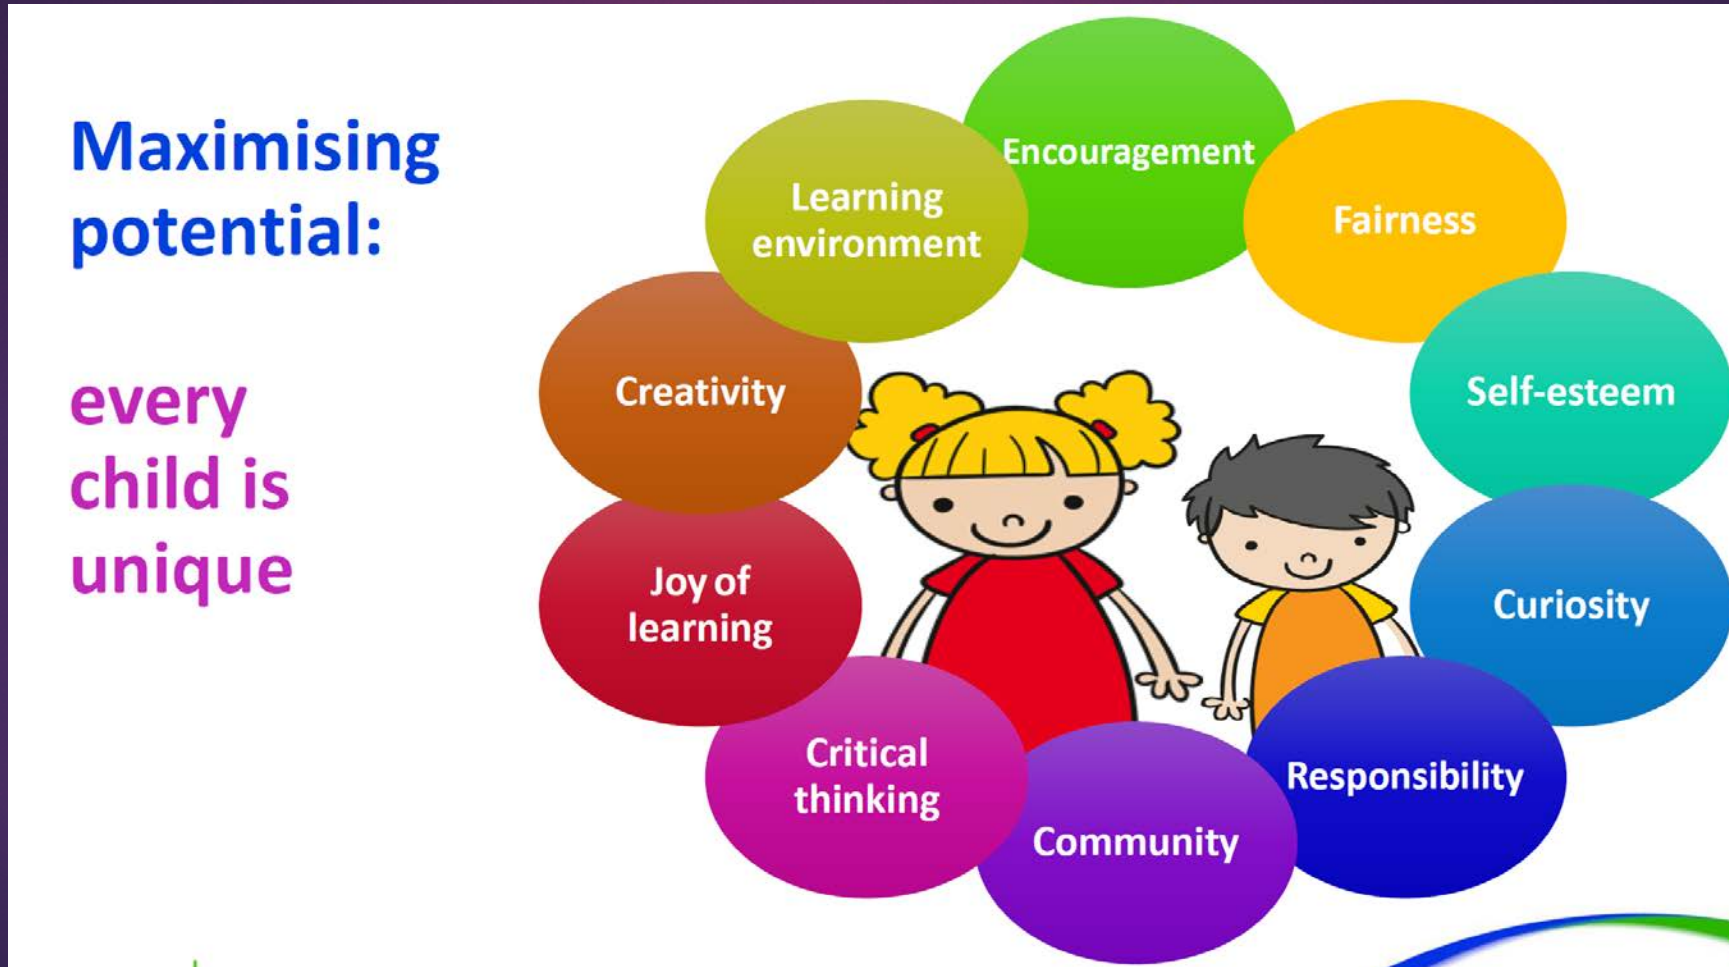 Maximising
potential:
every
child is
unique
Encouragement
Fairness
Self-esteem
Curiosity
Responsibility
Community
Critical
thinking
Joy of
learning
Creativity
Learning
environment